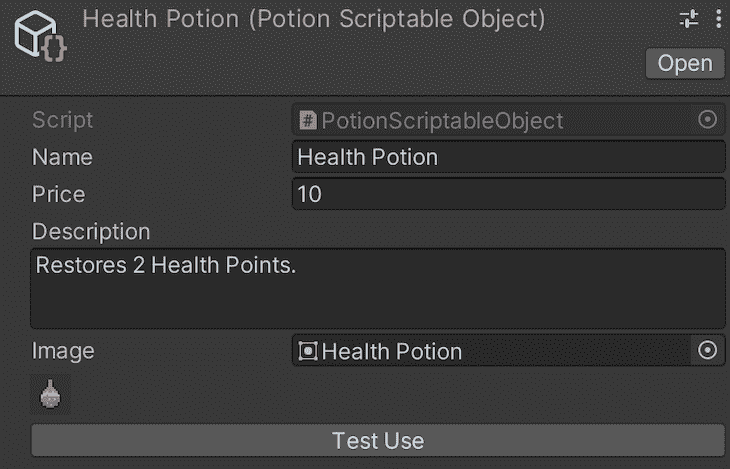 Health Potion (Potion Scriptable Object)
Open
Script # PotionScriptableObject
Name Health Potion
Price 10
Description
Restores 2 Health Points.
Image Health Potion
Test Use